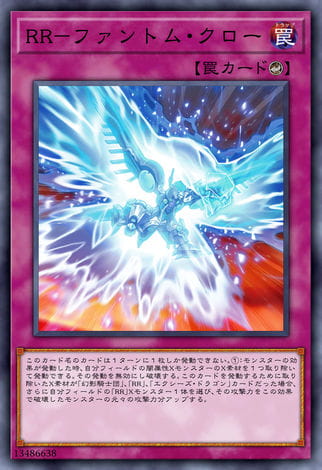 RR－ファントム・クロー
トラップ
罠
【罠カード】
このカード名のカードは１ターンに１枚しか発動できない。①：モンスターの効
果が発動した時、自分フィールドの闇属性Xモンスターの X素材を１つ取り除い
て発動できる。その発動を無効にし破壊する。このカードを発動するために取り
除いたX素材が「幻影騎士団」、「RR」、「エクシーズ・ドラゴン」カードだった場合、
さらに自分フィールドの「RR」Xモンスター１体を選び、その攻撃力をこの効果
で破壊したモンスターの元々の攻撃力分アップする。
13486638